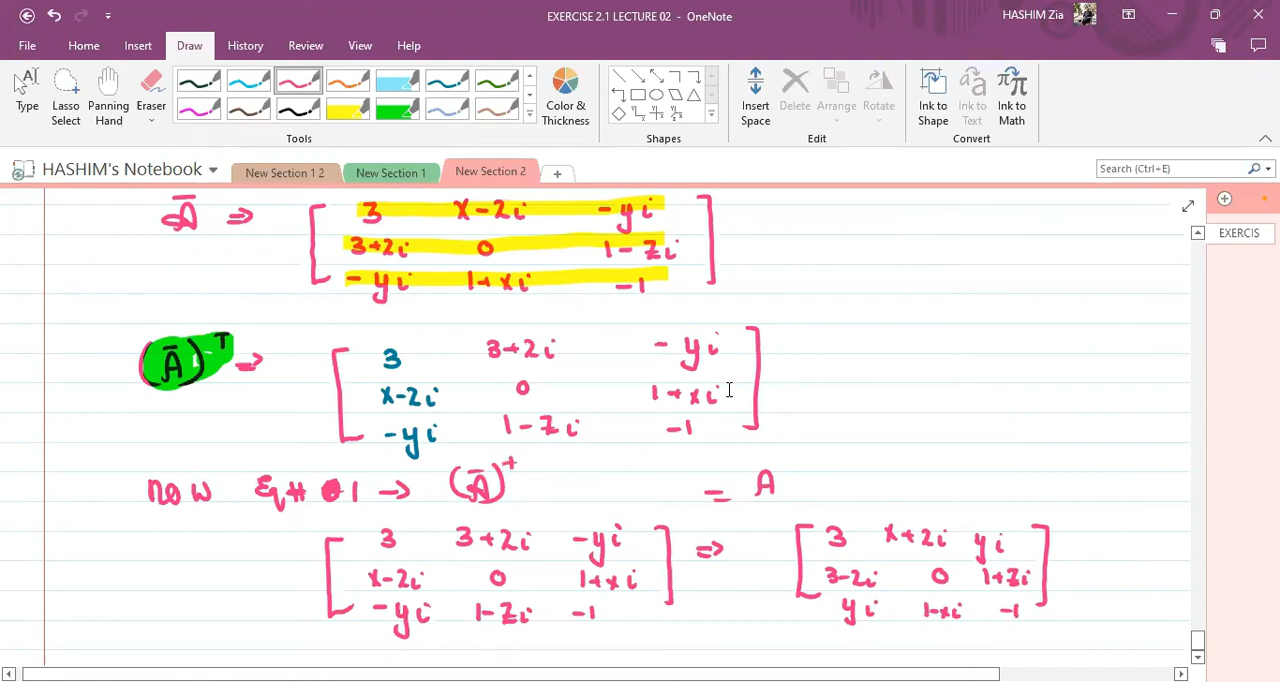 EXERCISE 2.1 LECTURE 02 - OneNote
HASHIM Zia
File Home Insert Draw History Review View Help
Type
Lasso Select
Panning Hand
Eraser
Color & Thickness
Insert Space
Delete
Arrange
Rotate
Ink to Shape
Ink to Text
Ink to Math
Tools
Shapes
Edit
Convert
HASHIM's Notebook
New Section 1 2
New Section 1
New Section 2
Search (Ctrl+E)
EXERCIS
Ā ⇒ [ 3 x-2i -yi
3+2i 0 1-zi
-yi 1+xi -1 ]
(Ā)ᵀ ⇒ [ 3 3+2i -yi
x-2i 0 1+xi
-yi 1-zi -1 ]
now Eq# 1 → (Ā)ᵗ = A
[ 3 3+2i -yi ] ⇒ [ 3 x+2i yi ]
x-2i 0 1+xi 3-2i 0 1+zi
-yi 1-zi -1 yi 1-xi -1